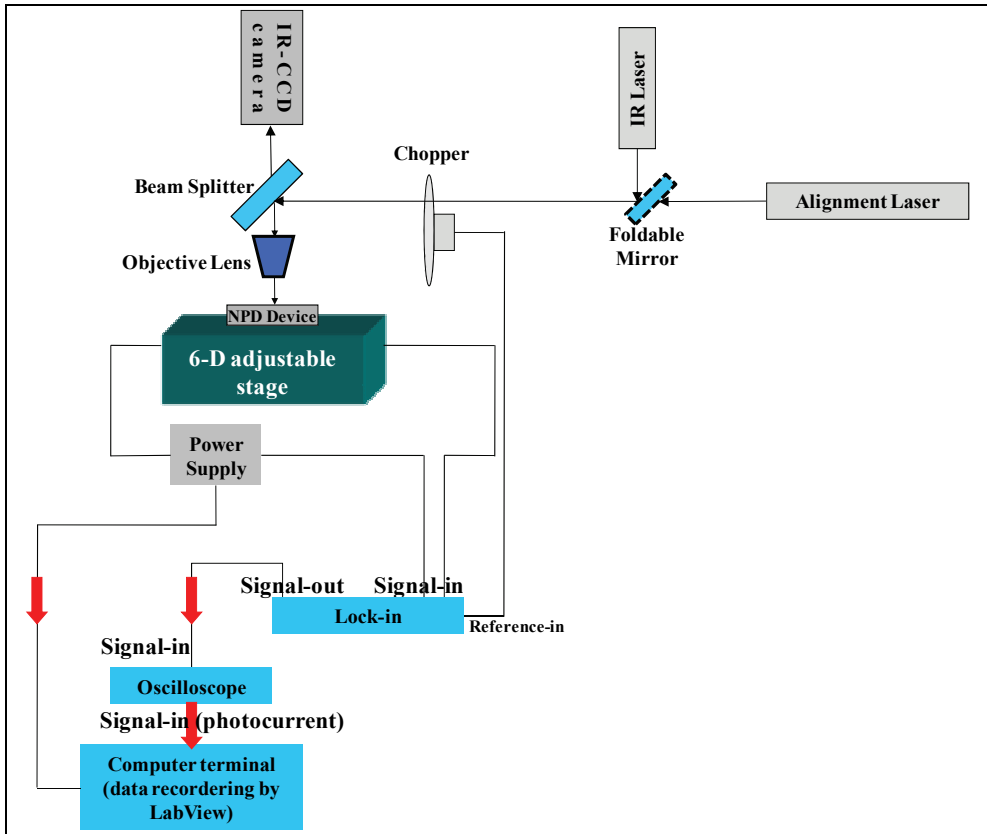 IR-CCD
camera
IR Laser
Chopper
Beam Splitter
Alignment Laser
Foldable
Mirror
Objective Lens
NPD Device
6-D adjustable
stage
Power
Supply
Signal-out
Signal-in
Lock-in
Reference-in
Signal-in
Oscilloscope
Signal-in (photocurrent)
Computer terminal
(data recordering by
LabView)